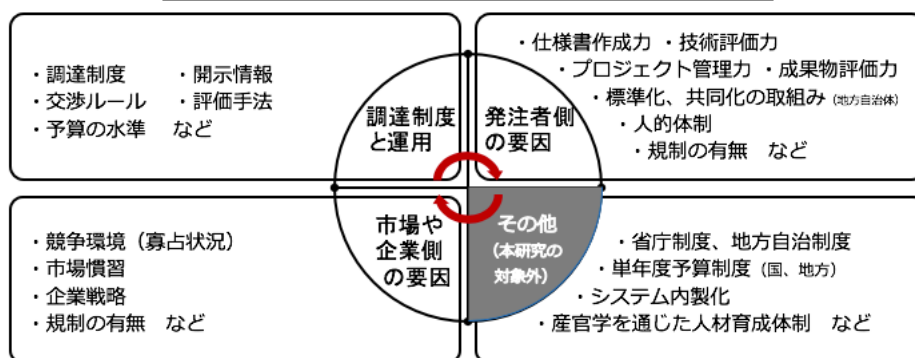 ・調達制度　・開示情報
・交渉ルール　・評価手法
・予算の水準　など
調達制度
と運用
・仕様書作成力　・技術評価力
・プロジェクト管理力　・成果物評価力
・標準化、共同化の取組み（地方自治体）
・人的体制
・規制の有無　など
発注者側
の要因
・競争環境（寡占状況）
・市場慣習
・企業戦略
・規制の有無　など
市場や
企業側
の要因
その他
（本研究の
対象外）
・省庁制度、地方自治制度
・単年度予算制度（国、地方）
・システム内製化
・産官学を通じた人材育成体制　など